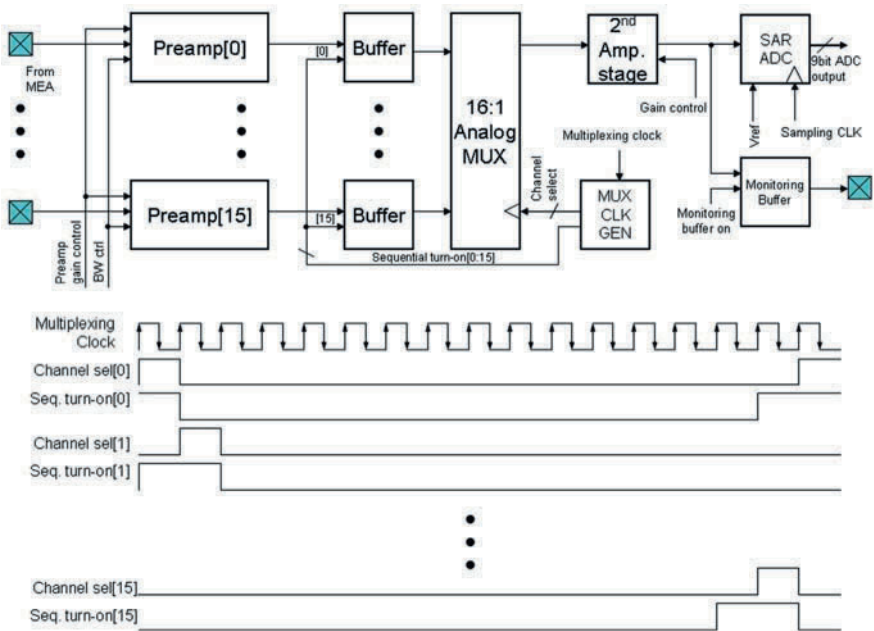 From
MEA
Preamp[0]
[0]
Buffer
16:1
Analog
MUX
2nd
Amp.
stage
SAR
ADC
9bit ADC
output
Gain control
Vref
Sampling CLK
Multiplexing clock
Channel
select
MUX
CLK
GEN
Monitoring
Buffer
Monitoring
buffer on
Preamp[15]
[15]
Buffer
Sequential turn-on[0:15]
Preamp
gain control
BW ctrl
Multiplexing
Clock
Channel sel[0]
Seq. turn-on[0]
Channel sel[1]
Seq. turn-on[1]
Channel sel[15]
Seq. turn-on[15]